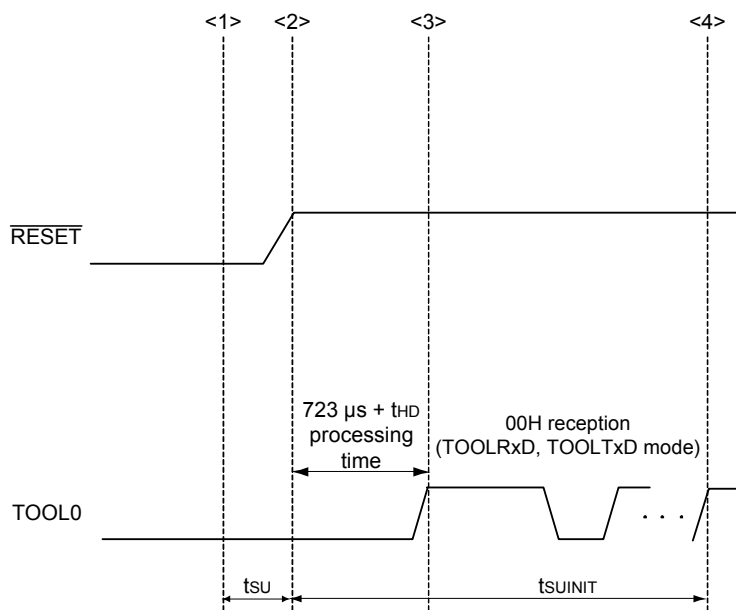 <1> <2> <3> <4>
RESET
723 µs + tHD
processing
time
00H reception
(TOOLRxD, TOOLTxD mode)
TOOL0
. . .
tSU
tSUINIT